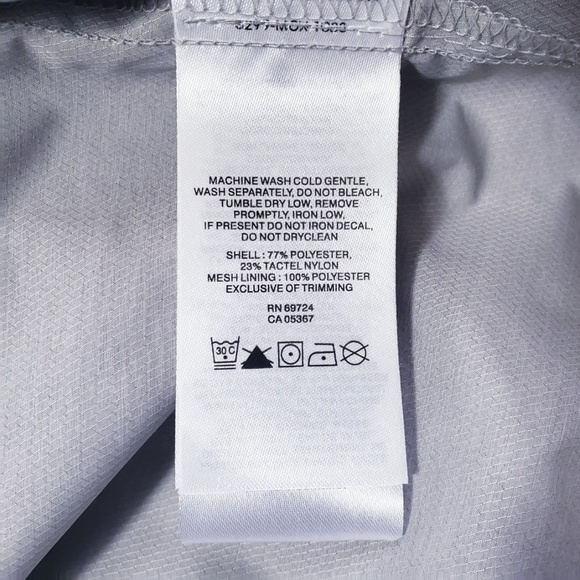 MACHINE WASH COLD GENTLE,
WASH SEPARATELY, DO NOT BLEACH,
TUMBLE DRY LOW, REMOVE
PROMPTLY, IRON LOW,
IF PRESENT DO NOT IRON DECAL,
DO NOT DRYCLEAN
SHELL : 77% POLYESTER,
23% TACTEL NYLON
MESH LINING : 100% POLYESTER
EXCLUSIVE OF TRIMMING
RN 69724
CA 05367
30 C